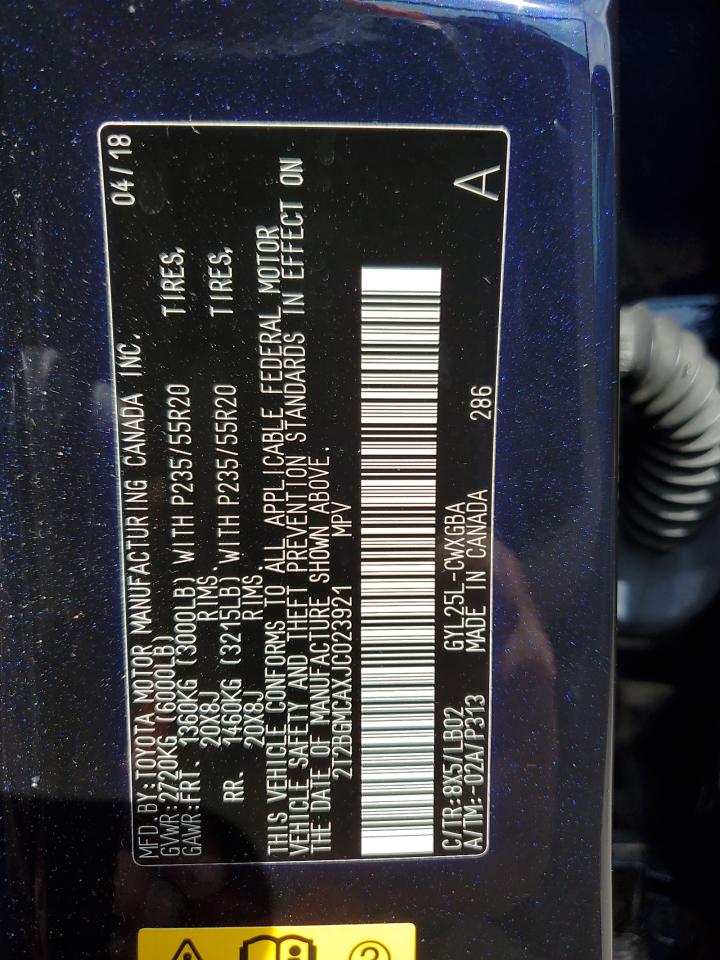 MFD.BY:TOYOTA MOTOR MANUFACTURING CANADA INC. 04/18
GVWR:2720KG (6000LB)
GAWR:FRT. 1360KG (3000LB) WITH P235/55R20 TIRES,
20X8J RIMS
RR. 1460KG (3215LB) WITH P235/55R20 TIRES,
20X8J RIMS
THIS VEHICLE CONFORMS TO ALL APPLICABLE FEDERAL MOTOR
VEHICLE SAFETY AND THEFT PREVENTION STANDARDS IN EFFECT ON
THE DATE OF MANUFACTURE SHOWN ABOVE.
2T2BGMCAXJC023921 MPV
C/TR:8X5/LB02 GYL25L-CWXGBA A
A/TM:-02A/P313 MADE IN CANADA 286